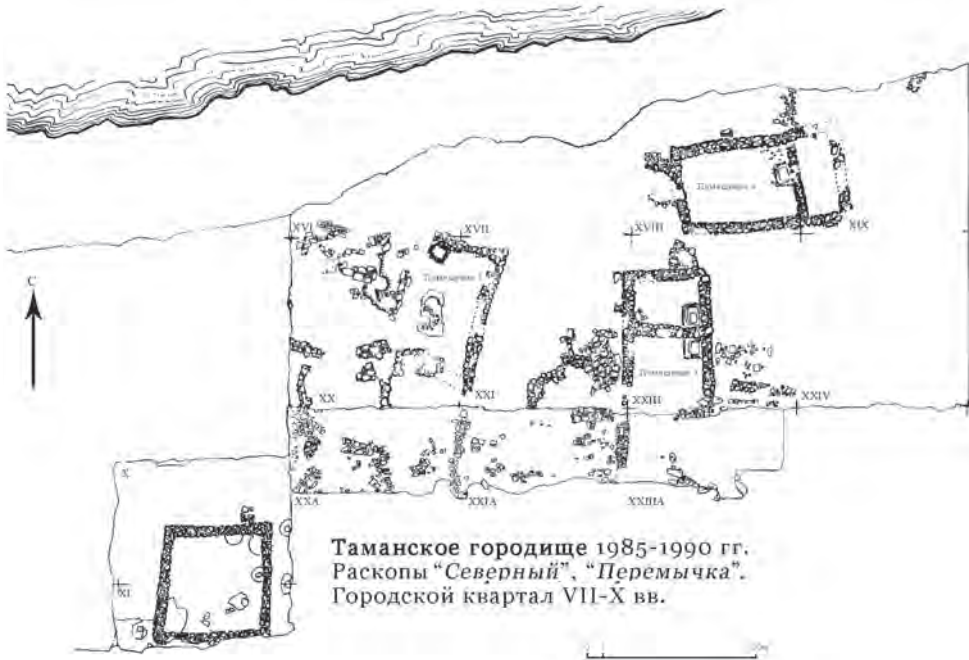 XIX
XVI
XVII
XVIII
С
XX
XXI
XXIII
XXIV
X
XXA
XXIA
XXIIIA
Таманское городище 1985-1990 гг.
Раскопы "Северный", "Перемычка".
XI
Городской квартал VII-X вв.